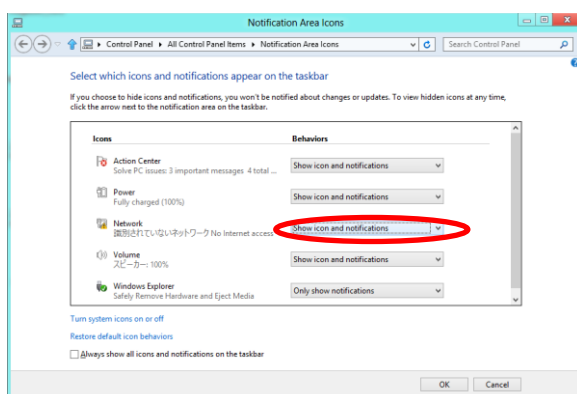 Notification Area Icons
Control Panel ▸ All Control Panel Items ▸ Notification Area Icons
Search Control Panel
Select which icons and notifications appear on the taskbar
If you choose to hide icons and notifications, you won't be notified about changes or updates. To view hidden icons at any time,
click the arrow next to the notification area on the taskbar.
Icons Behaviors
Action Center
Solve PC issues: 3 important messages 4 total ...
Show icon and notifications
Power
Fully charged (100%)
Show icon and notifications
Network
識別されていないネットワーク No Internet access
Show icon and notifications
Volume
スピーカー: 100%
Show icon and notifications
Windows Explorer
Safely Remove Hardware and Eject Media
Only show notifications
Turn system icons on or off
Restore default icon behaviors
Always show all icons and notifications on the taskbar
OK Cancel